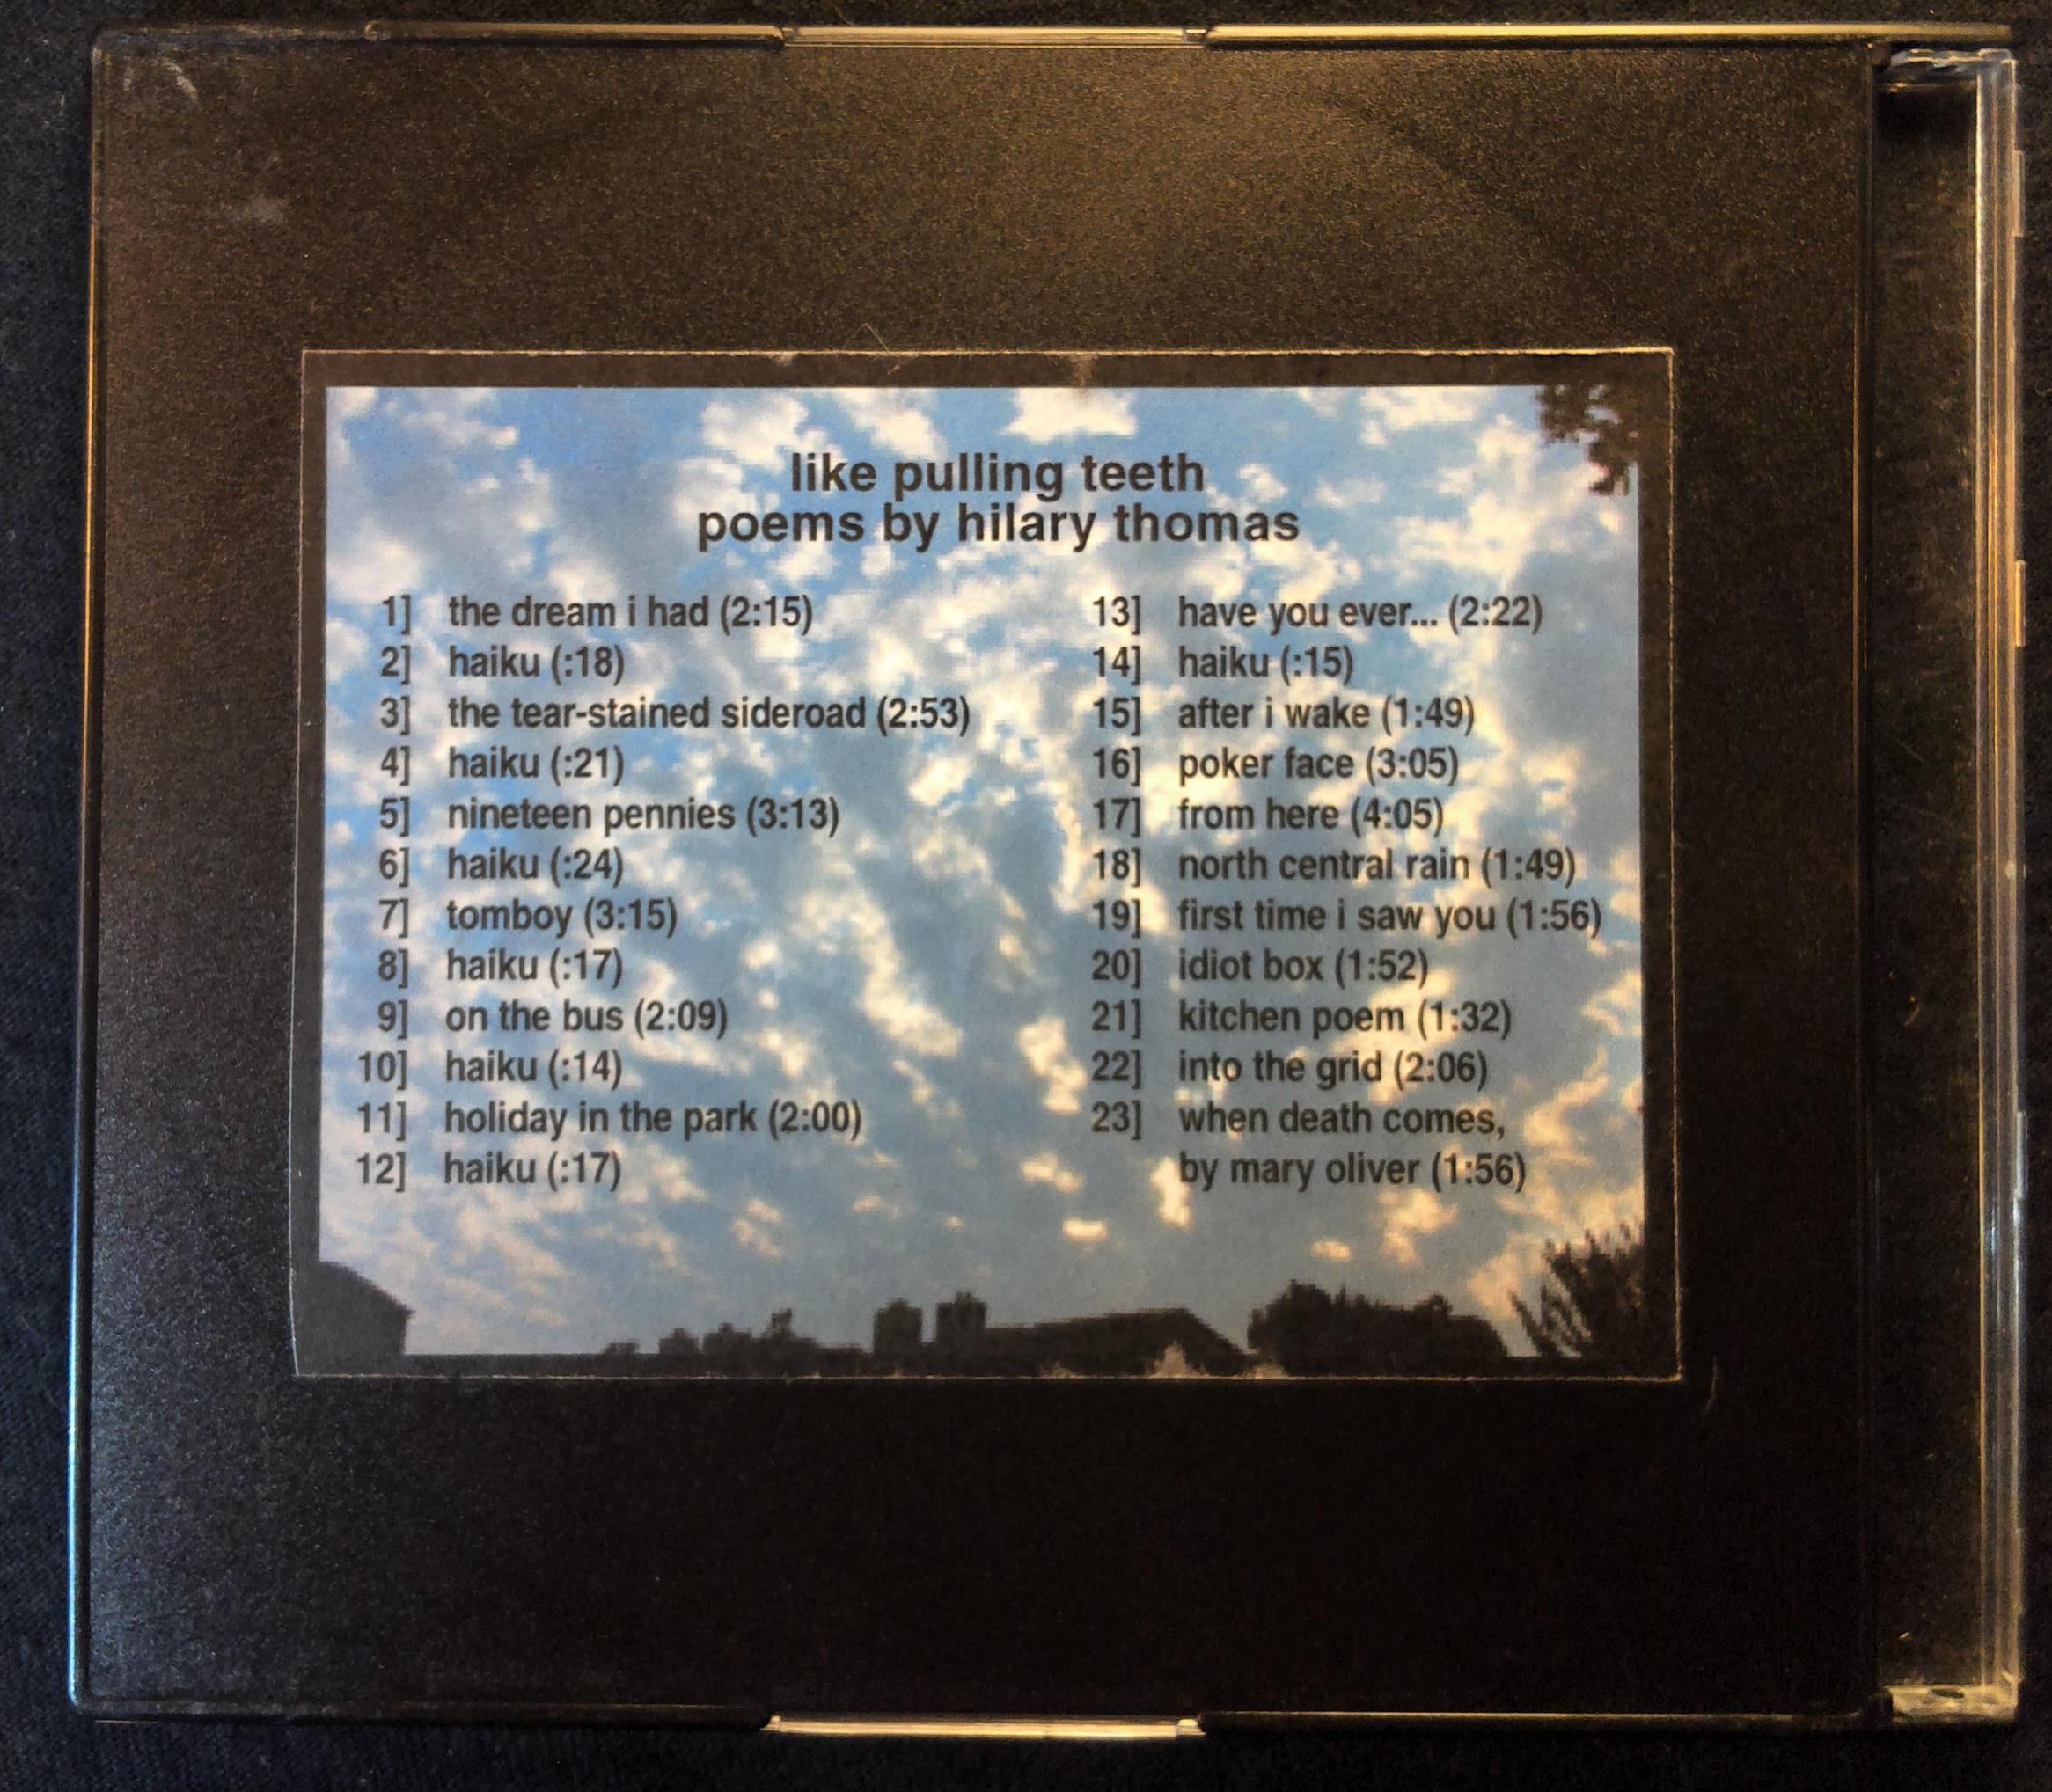 like pulling teeth
poems by hilary thomas
1] the dream i had (2:15)
2] haiku (:18)
3] the tear-stained sideroad (2:53)
4] haiku (:21)
5] nineteen pennies (3:13)
6] haiku (:24)
7] tomboy (3:15)
8] haiku (:17)
9] on the bus (2:09)
10] haiku (:14)
11] holiday in the park (2:00)
12] haiku (:17)
13] have you ever... (2:22)
14] haiku (:15)
15] after i wake (1:49)
16] poker face (3:05)
17] from here (4:05)
18] north central rain (1:49)
19] first time i saw you (1:56)
20] idiot box (1:52)
21] kitchen poem (1:32)
22] into the grid (2:06)
23] when death comes,
by mary oliver (1:56)